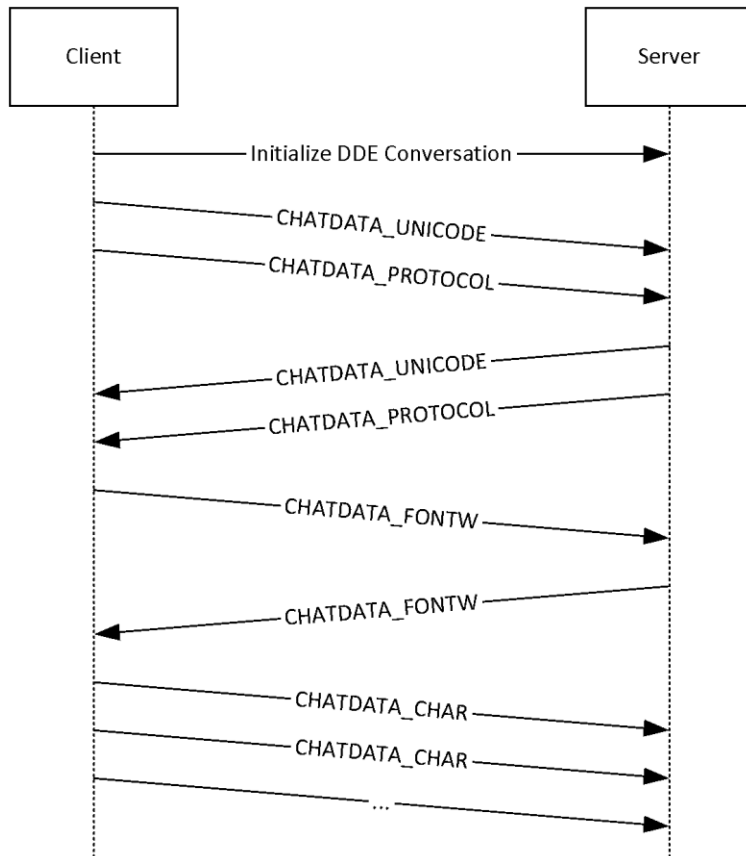 Client
Server
Initialize DDE Conversation
CHATDATA_UNICODE
CHATDATA_PROTOCOL
CHATDATA_UNICODE
CHATDATA_PROTOCOL
CHATDATA_FONTW
CHATDATA_FONTW
CHATDATA_CHAR
CHATDATA_CHAR
...